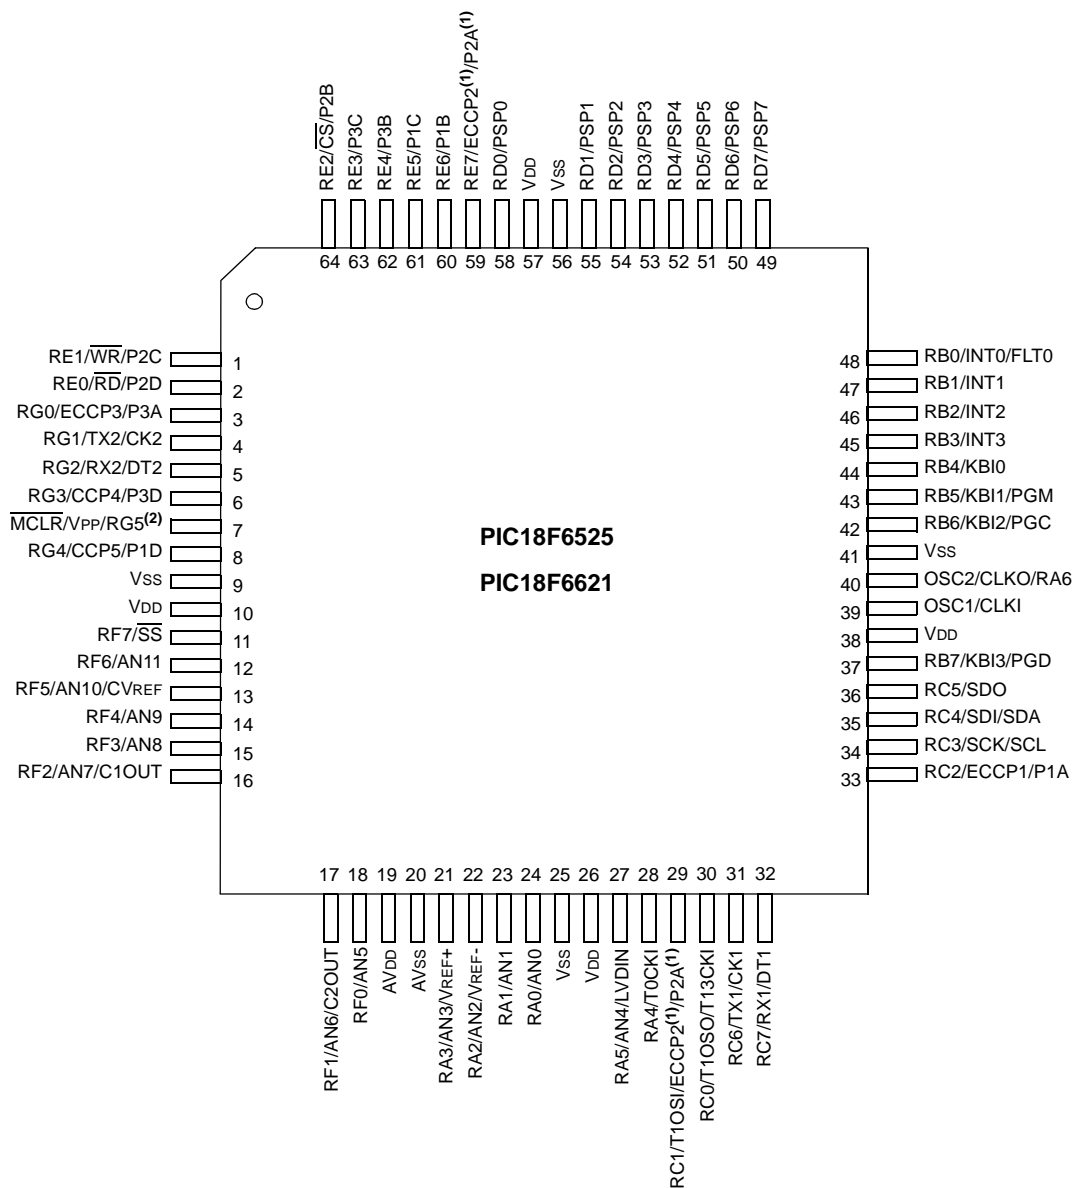 RE2/CS/P2B
RE3/P3C
RE4/P3B
RE5/P1C
RE6/P1B
RE7/ECCP2(1)/P2A(1)
RD0/PSP0
VDD
VSS
RD1/PSP1
RD2/PSP2
RD3/PSP3
RD4/PSP4
RD5/PSP5
RD6/PSP6
RD7/PSP7
64 63 62 61 60 59 58 57 56 55 54 53 52 51 50 49
RE1/WR/P2C 1
RE0/RD/P2D 2
RG0/ECCP3/P3A 3
RG1/TX2/CK2 4
RG2/RX2/DT2 5
RG3/CCP4/P3D 6
MCLR/VPP/RG5(2) 7
RG4/CCP5/P1D 8
VSS 9
VDD 10
RF7/SS 11
RF6/AN11 12
RF5/AN10/CVREF 13
RF4/AN9 14
RF3/AN8 15
RF2/AN7/C1OUT 16
PIC18F6525
PIC18F6621
48 RB0/INT0/FLT0
47 RB1/INT1
46 RB2/INT2
45 RB3/INT3
44 RB4/KBI0
43 RB5/KBI1/PGM
42 RB6/KBI2/PGC
41 VSS
40 OSC2/CLKO/RA6
39 OSC1/CLKI
38 VDD
37 RB7/KBI3/PGD
36 RC5/SDO
35 RC4/SDI/SDA
34 RC3/SCK/SCL
33 RC2/ECCP1/P1A
17 18 19 20 21 22 23 24 25 26 27 28 29 30 31 32
RF1/AN6/C2OUT
RF0/AN5
AVDD
AVSS
RA3/AN3/VREF+
RA2/AN2/VREF-
RA1/AN1
RA0/AN0
VSS
VDD
RA5/AN4/LVDIN
RA4/T0CKI
RC1/T1OSI/ECCP2(1)/P2A(1)
RC0/T1OSO/T13CKI
RC6/TX1/CK1
RC7/RX1/DT1